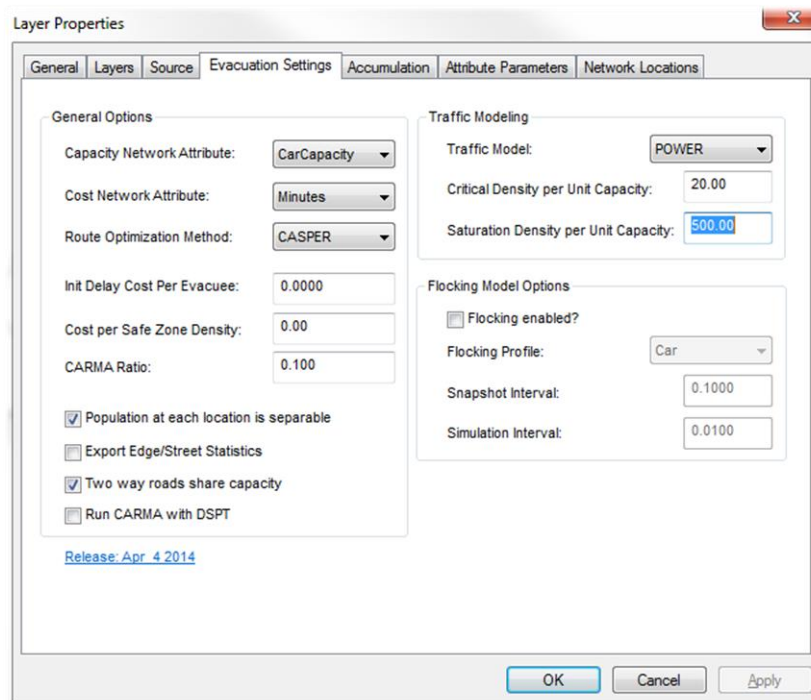 Layer Properties
General Layers Source Evacuation Settings Accumulation Attribute Parameters Network Locations
General Options
Capacity Network Attribute: CarCapacity
Cost Network Attribute: Minutes
Route Optimization Method: CASPER
Init Delay Cost Per Evacuee: 0.0000
Cost per Safe Zone Density: 0.00
CARMA Ratio: 0.100
Population at each location is separable
Export Edge/Street Statistics
Two way roads share capacity
Run CARMA with DSPT
Release: Apr 4 2014
Traffic Modeling
Traffic Model: POWER
Critical Density per Unit Capacity: 20.00
Saturation Density per Unit Capacity: 500.00
Flocking Model Options
Flocking enabled?
Flocking Profile: Car
Snapshot Interval: 0.1000
Simulation Interval: 0.0100
OK Cancel Apply